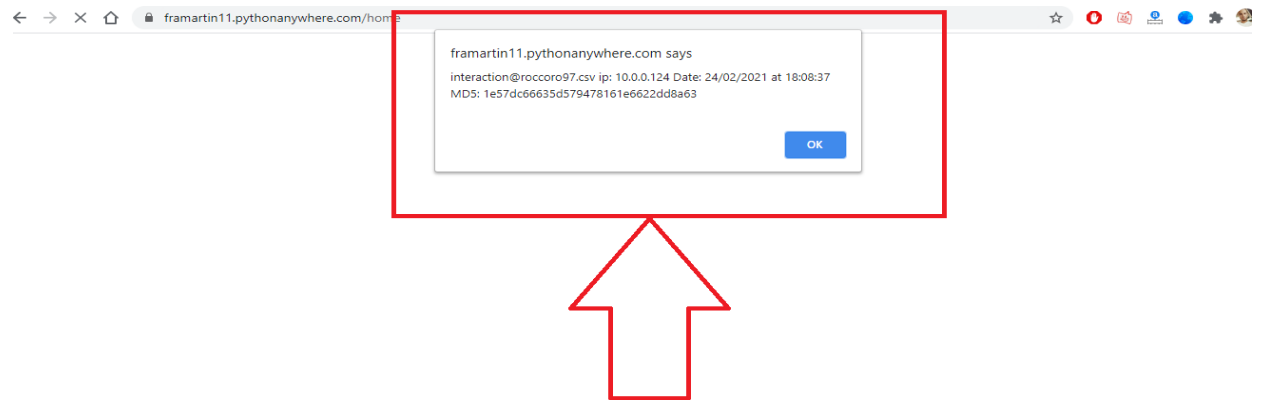 framartin11.pythonanywhere.com/home
framartin11.pythonanywhere.com says
interaction@roccoro97.csv ip: 10.0.0.124 Date: 24/02/2021 at 18:08:37
MD5: 1e57dc66635d579478161e6622dd8a63
OK